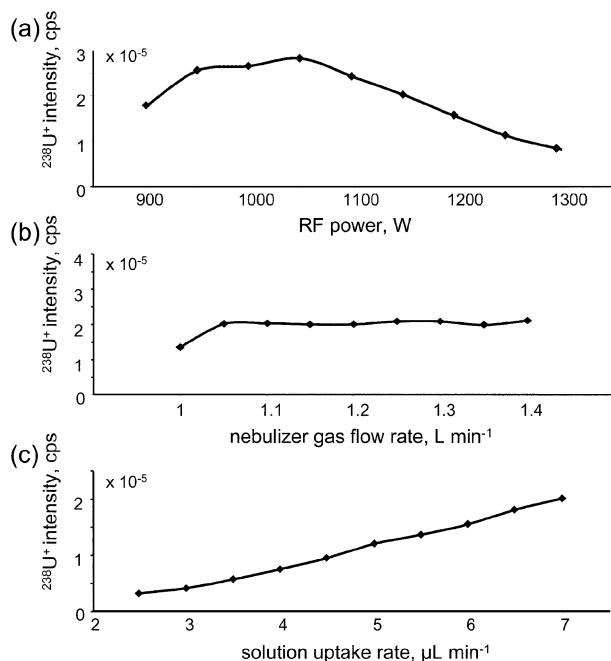 (a)
²³⁸U⁺ intensity, cps
x 10⁻⁵
3
2
1
0
900 1000 1100 1200 1300
RF power, W
(b)
²³⁸U⁺ intensity, cps
x 10⁻⁵
4
3
2
1
0
1 1.1 1.2 1.3 1.4
nebulizer gas flow rate, L min⁻¹
(c)
²³⁸U⁺ intensity, cps
x 10⁻⁵
2
1
0
2 3 4 5 6 7
solution uptake rate, µL min⁻¹